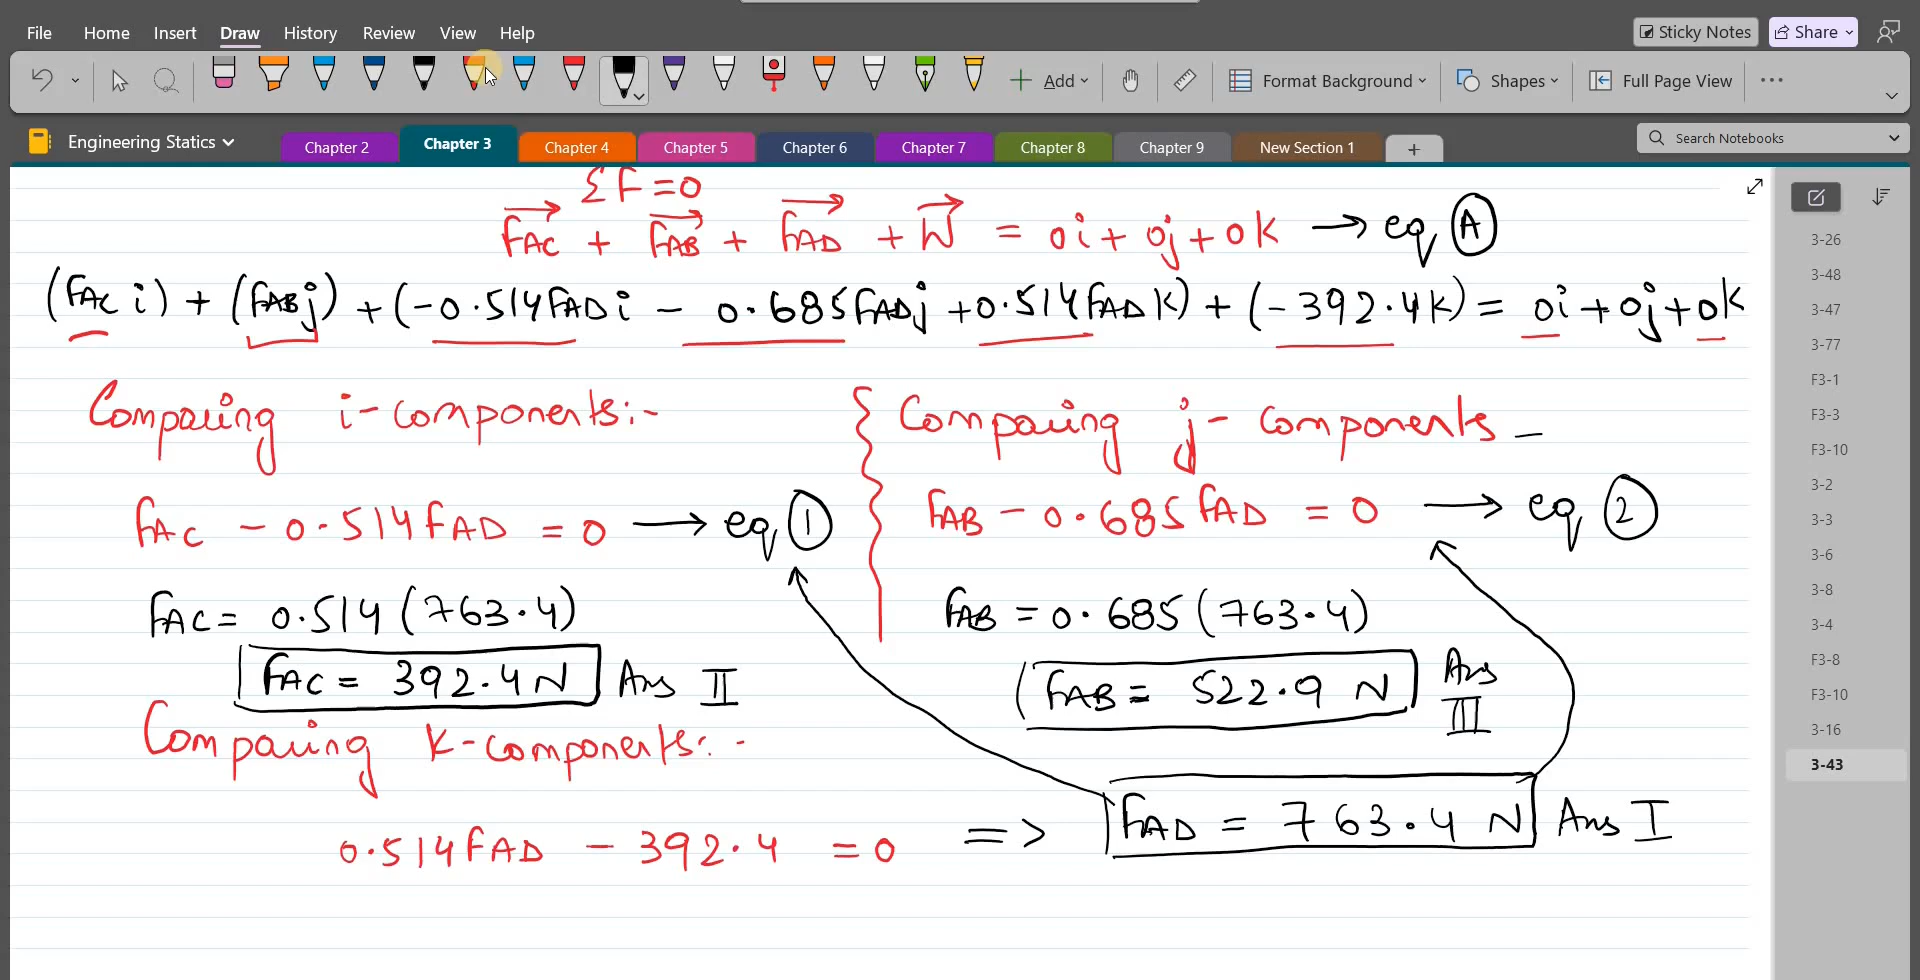 File Home Insert Draw History Review View Help Sticky Notes Share
Add Format Background Shapes Full Page View
Engineering Statics Chapter 2 Chapter 3 Chapter 4 Chapter 5 Chapter 6 Chapter 7 Chapter 8 Chapter 9 New Section 1 + Search Notebooks
ΣF = 0
FAC + FAB + FAD + W = 0i + 0j + 0k → eq A
(FAC i) + (FABj) + (-0.514FADi - 0.685FADj + 0.514FADK) + (-392.4K) = 0i + 0j + 0K
Comparing i-components:-
FAC - 0.514FAD = 0 → eq 1
FAC = 0.514(763.4)
FAC = 392.4N Ans II
Comparing j-components -
FAB - 0.685FAD = 0 → eq 2
FAB = 0.685(763.4)
FAB = 522.9 N Ans III
Comparing K-components:-
0.514FAD - 392.4 = 0 => FAD = 763.4 N Ans I
3-26
3-48
3-47
3-77
F3-1
F3-3
F3-10
3-2
3-3
3-6
3-8
3-4
F3-8
F3-10
3-16
3-43